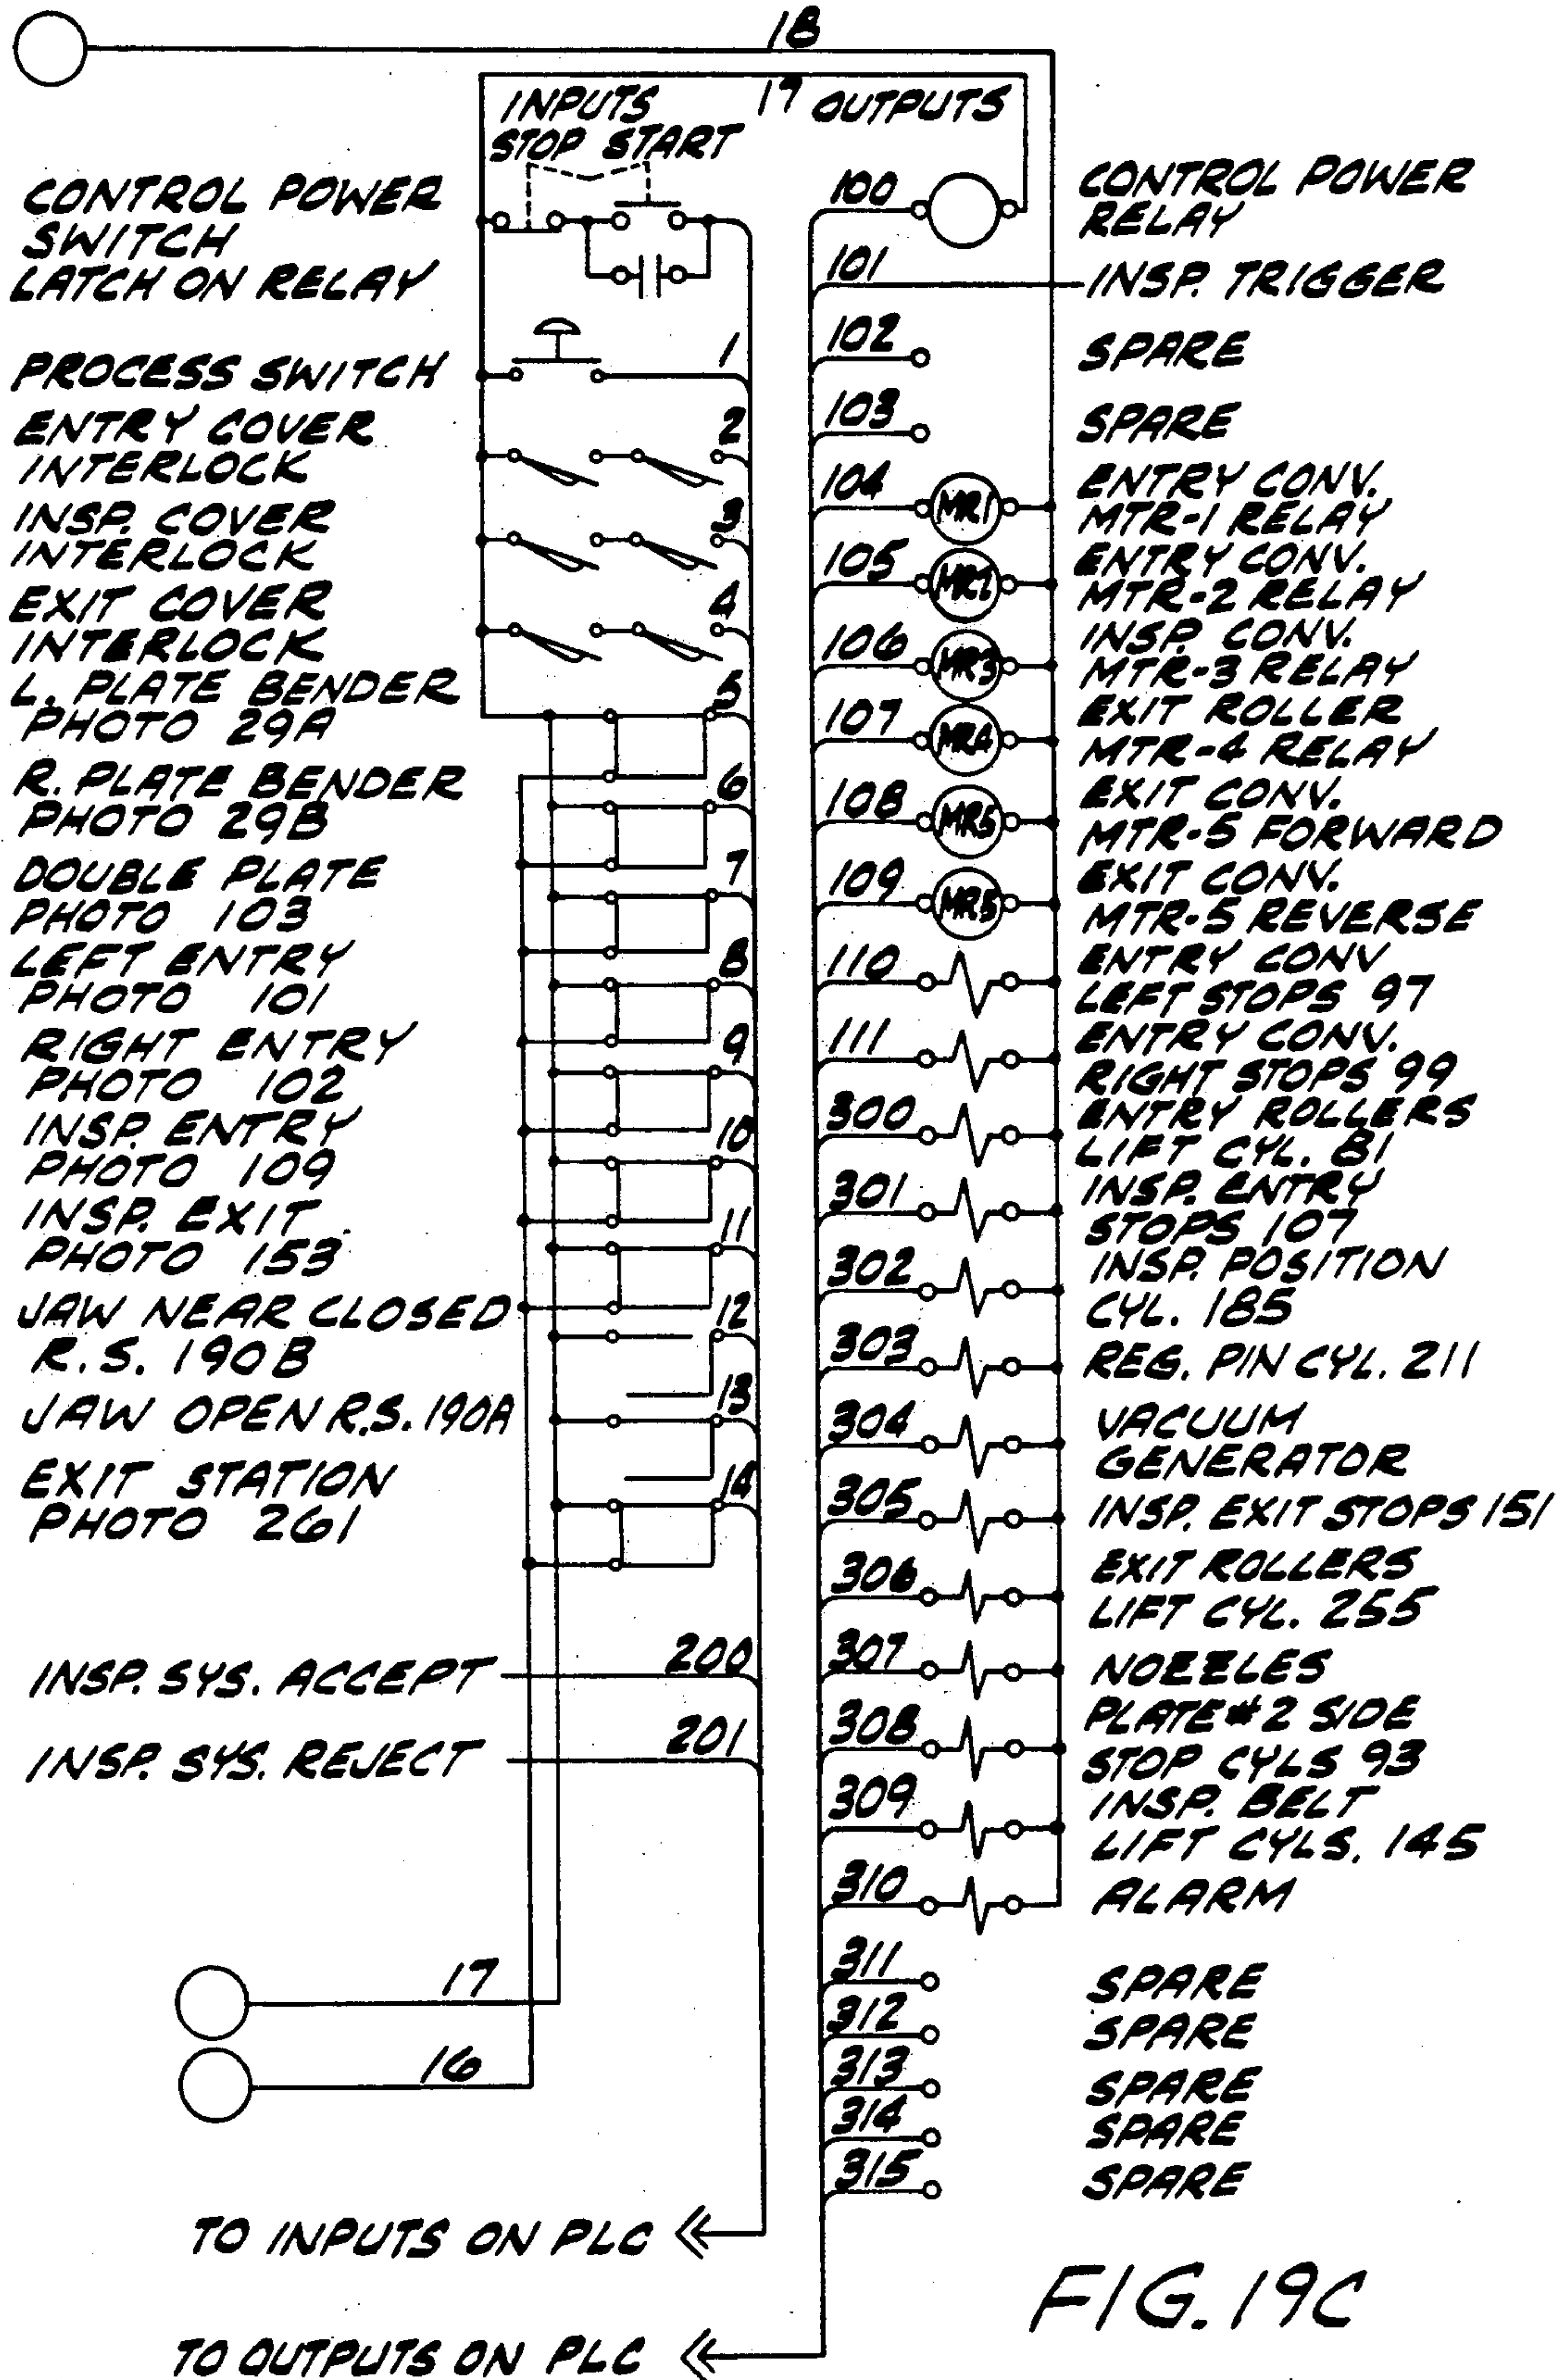 18
17
INPUTS
OUTPUTS
STOP START
CONTROL POWER
SWITCH
LATCH ON RELAY
PROCESS SWITCH
1
ENTRY COVER
INTERLOCK
2
INSP. COVER
INTERLOCK
3
EXIT COVER
INTERLOCK
4
L. PLATE BENDER
PHOTO 29A
5
R. PLATE BENDER
PHOTO 29B
6
DOUBLE PLATE
PHOTO 103
7
LEFT ENTRY
PHOTO 101
8
RIGHT ENTRY
PHOTO 102
9
INSP. ENTRY
PHOTO 109
10
INSP. EXIT
PHOTO 153
11
JAW NEAR CLOSED
R.S. 190B
12
JAW OPEN R.S. 190A
13
EXIT STATION
PHOTO 261
14
INSP. SYS. ACCEPT
200
INSP. SYS. REJECT
201
17
16
TO INPUTS ON PLC
TO OUTPUTS ON PLC
100
CONTROL POWER
RELAY
101
INSP. TRIGGER
102
SPARE
103
SPARE
104
MR1
ENTRY CONV.
MTR-1 RELAY
105
MR2
ENTRY CONV.
MTR-2 RELAY
106
MR3
INSP. CONV.
MTR-3 RELAY
107
MR4
EXIT ROLLER
MTR-4 RELAY
108
MR5
EXIT CONV.
MTR-5 FORWARD
109
MR5
EXIT CONV.
MTR-5 REVERSE
110
ENTRY CONV
LEFT STOPS 97
111
ENTRY CONV.
RIGHT STOPS 99
300
ENTRY ROLLERS
LIFT CYL. 81
301
INSP. ENTRY
STOPS 107
302
INSP. POSITION
CYL. 185
303
REG. PIN CYL. 211
304
VACUUM
GENERATOR
305
INSP. EXIT STOPS 151
306
EXIT ROLLERS
LIFT CYL. 255
307
NOZZLES
308
PLATE #2 SIDE
STOP CYLS 93
309
INSP. BELT
LIFT CYLS. 145
310
ALARM
311
SPARE
312
SPARE
313
SPARE
314
SPARE
315
SPARE
FIG. 19C